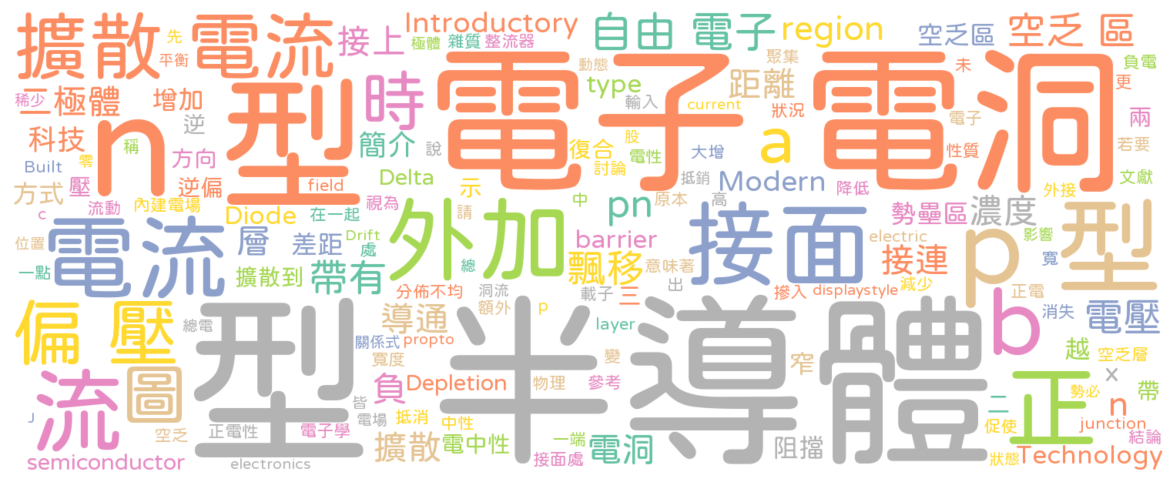 擴散 電流
先
平衡
極體
接上
Introductory
雜質
整流器
自由 電子
region
空乏區
空乏 區
稀少
二極體
增加
逆
時
動態
type
輸入
聚集
距離
current
狀況
未
負電
更
零
稱
科技
n 型
電子 電洞
簡介
說
股
電性
復合
討論
大增
a
電子
性質
若要
兩
Built
壓
方向
逆偏
field
Delta
示
抵銷
Modern
降低
外接
文獻
方式
c
流動
內建電場
Diode
在一起
視為
請
中
pn
原本
高
勢壘區
濃度
p 型
影響
位置
電流
層
差距
Drift
處
外加
barrier
接面
electric
接連
寬
一點
擴散到
帶有
總
飄移
意味著
出
減少
正電
分佈不均
洞流
額外
載子
三
摻入
displaystyle
偏 壓
總電
型
導通
p
layer
半導體
b
消失
電壓
關係式
propto
寬度
變
窄
越
空乏層
流
圖
負
Depletion
物理
參考
x
勢必
帶
J
皆
電場
抵消
中性
正
二
n
促使
junction
空乏
正電性
電子學
擴散
電中性
一端
接面處
電洞
阻擋
結論
semiconductor
electronics
狀態
Technology